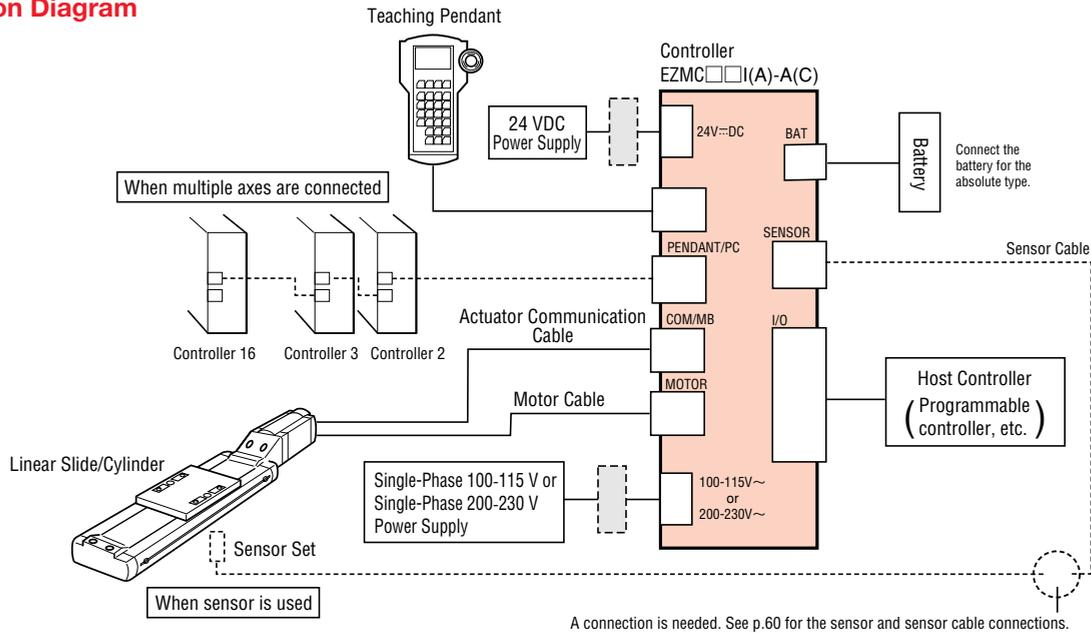 on Diagram
Teaching Pendant
Controller
EZMC□□I(A)-A(C)
24 VDC
Power Supply
24V⎓DC
BAT
Battery
Connect the
battery for the
absolute type.
When multiple axes are connected
PENDANT/PC
SENSOR
Sensor Cable
Controller 16
Controller 3
Controller 2
Actuator Communication
Cable
COM/MB
I/O
Motor Cable
MOTOR
Host Controller
(Programmable
controller, etc.)
Linear Slide/Cylinder
Single-Phase 100-115 V or
Single-Phase 200-230 V
Power Supply
100-115V~
or
200-230V~
Sensor Set
When sensor is used
A connection is needed. See p.60 for the sensor and sensor cable connections.